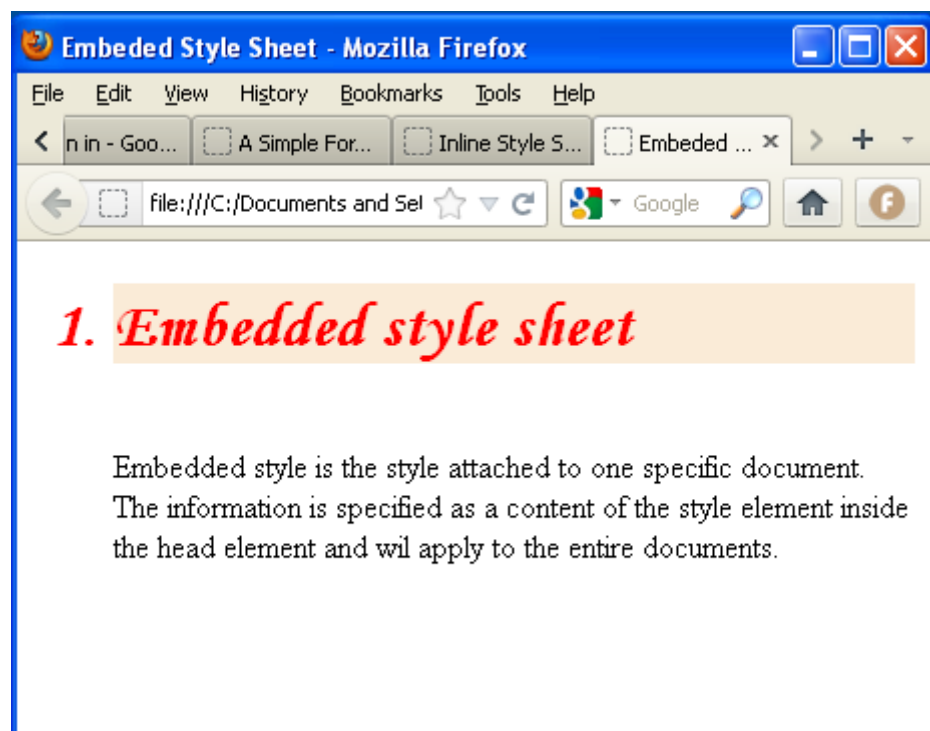 Embeded Style Sheet - Mozilla Firefox
File Edit View History Bookmarks Tools Help
n in - Goo... A Simple For... Inline Style S... Embeded ...
file:///C:/Documents and Set Google
1. Embedded style sheet
Embedded style is the style attached to one specific document.
The information is specified as a content of the style element inside
the head element and wil apply to the entire documents.